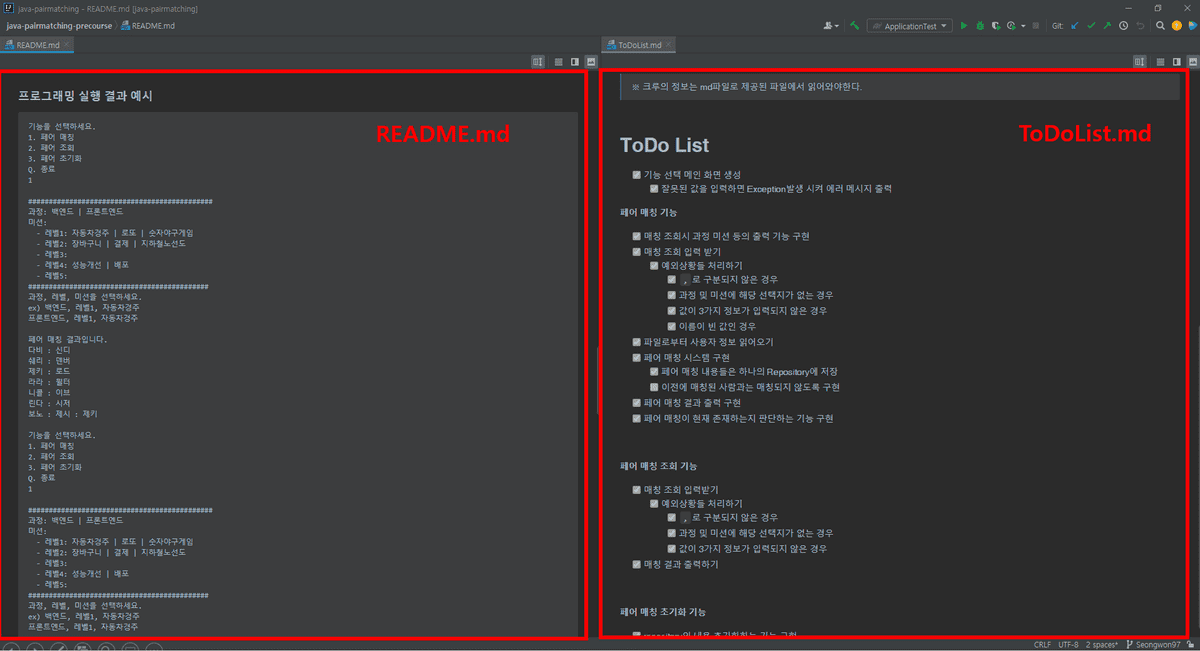 java-pairmatching – README.md [java-pairmatching]
java-pairmatching-precourse
README.md
ApplicationTest
Git:
README.md
프로그래밍 실행 결과 예시
README.md
기능을 선택하세요.
1. 페어 매칭
2. 페어 조회
3. 페어 초기화
Q. 종료
1
#############################################
과정: 백엔드 | 프론트엔드
미션:
- 레벨1: 자동차경주 | 로또 | 숫자야구게임
- 레벨2: 장바구니 | 결제 | 지하철노선도
- 레벨3:
- 레벨4: 성능개선 | 배포
- 레벨5:
############################################
과정, 레벨, 미션을 선택하세요.
ex) 백엔드, 레벨1, 자동차경주
프론트엔드, 레벨1, 자동차경주
페어 매칭 결과입니다.
다비 : 신디
쉐리 : 덴버
제키 : 로드
라라 : 윌터
니콜 : 이브
린다 : 시저
보노 : 제시 : 제키
기능을 선택하세요.
1. 페어 매칭
2. 페어 조회
3. 페어 초기화
Q. 종료
1
#############################################
과정: 백엔드 | 프론트엔드
미션:
- 레벨1: 자동차경주 | 로또 | 숫자야구게임
- 레벨2: 장바구니 | 결제 | 지하철노선도
- 레벨3:
- 레벨4: 성능개선 | 배포
- 레벨5:
############################################
과정, 레벨, 미션을 선택하세요.
ex) 백엔드, 레벨1, 자동차경주
프론트엔드, 레벨1, 자동차경주
ToDoList.md
※ 크루의 정보는 md파일로 제공된 파일에서 읽어와야한다.
ToDoList.md
ToDo List
기능 선택 메인 화면 생성
잘못된 값을 입력하면 Exception발생 시켜 에러 메시지 출력
페어 매칭 기능
매칭 조회시 과정 미션 등의 출력 기능 구현
매칭 조회 입력 받기
예외상황들 처리하기
, 로 구분되지 않은 경우
과정 및 미션에 해당 선택지가 없는 경우
값이 3가지 정보가 입력되지 않은 경우
이름이 빈 값인 경우
파일로부터 사용자 정보 읽어오기
페어 매칭 시스템 구현
페어 매칭 내용들은 하나의 Repository에 저장
이전에 매칭된 사람과는 매칭되지 않도록 구현
페어 매칭 결과 출력 구현
페어 매칭이 현재 존재하는지 판단하는 기능 구현
페어 매칭 조회 기능
매칭 조회 입력받기
예외상황들 처리하기
, 로 구분되지 않은 경우
과정 및 미션에 해당 선택지가 없는 경우
값이 3가지 정보가 입력되지 않은 경우
매칭 결과 출력하기
페어 매칭 초기화 기능
repository의 내용 초기화하는 기능 구현
CRLF UTF-8 2 spaces* Seongwon97